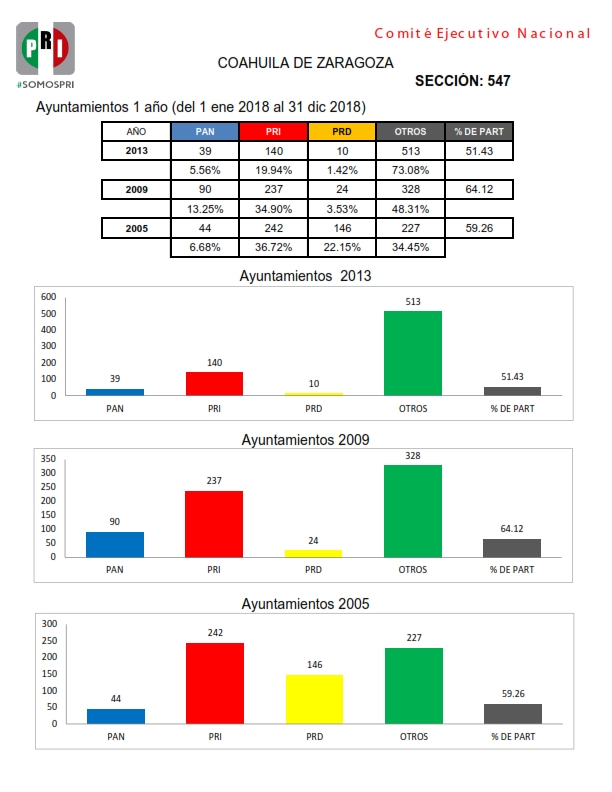 Comité Ejecutivo Nacional
PRI
#SOMOSPRI
COAHUILA DE ZARAGOZA
SECCIÓN: 547
Ayuntamientos 1 año (del 1 ene 2018 al 31 dic 2018)
AÑO PAN PRI PRD OTROS % DE PART
2013 39 140 10 513 51.43
5.56% 19.94% 1.42% 73.08%
2009 90 237 24 328 64.12
13.25% 34.90% 3.53% 48.31%
2005 44 242 146 227 59.26
6.68% 36.72% 22.15% 34.45%
Ayuntamientos 2013
600
500
400
300
200
100
0
39 140 10 513 51.43
PAN PRI PRD OTROS % DE PART
Ayuntamientos 2009
350
300
250
200
150
100
50
0
90 237 24 328 64.12
PAN PRI PRD OTROS % DE PART
Ayuntamientos 2005
300
250
200
150
100
50
0
44 242 146 227 59.26
PAN PRI PRD OTROS % DE PART